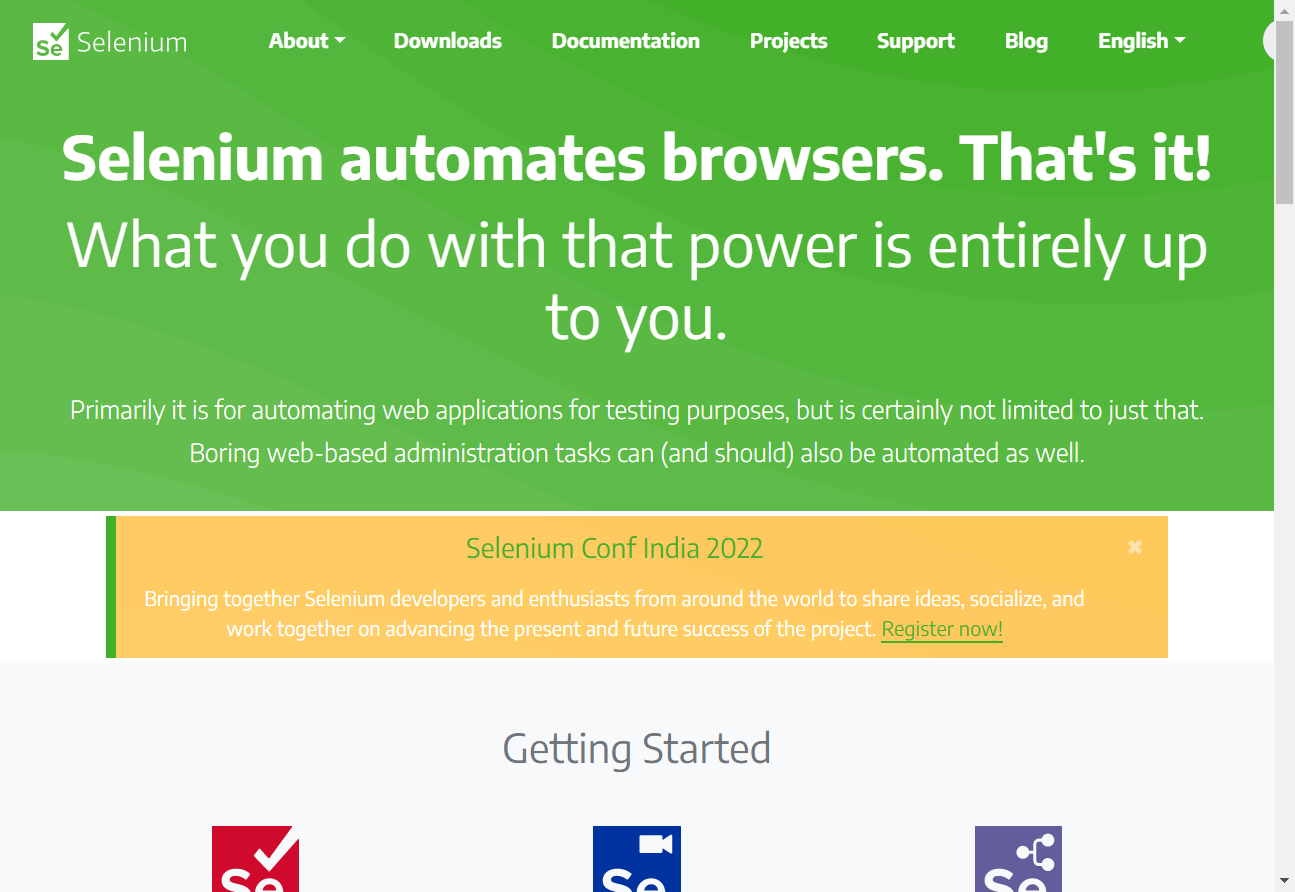 Se Selenium About Downloads Documentation Projects Support Blog English
Selenium automates browsers. That's it!
What you do with that power is entirely up
to you.
Primarily it is for automating web applications for testing purposes, but is certainly not limited to just that.
Boring web-based administration tasks can (and should) also be automated as well.
Selenium Conf India 2022
Bringing together Selenium developers and enthusiasts from around the world to share ideas, socialize, and
work together on advancing the present and future success of the project. Register now!
Getting Started
Se Se Se